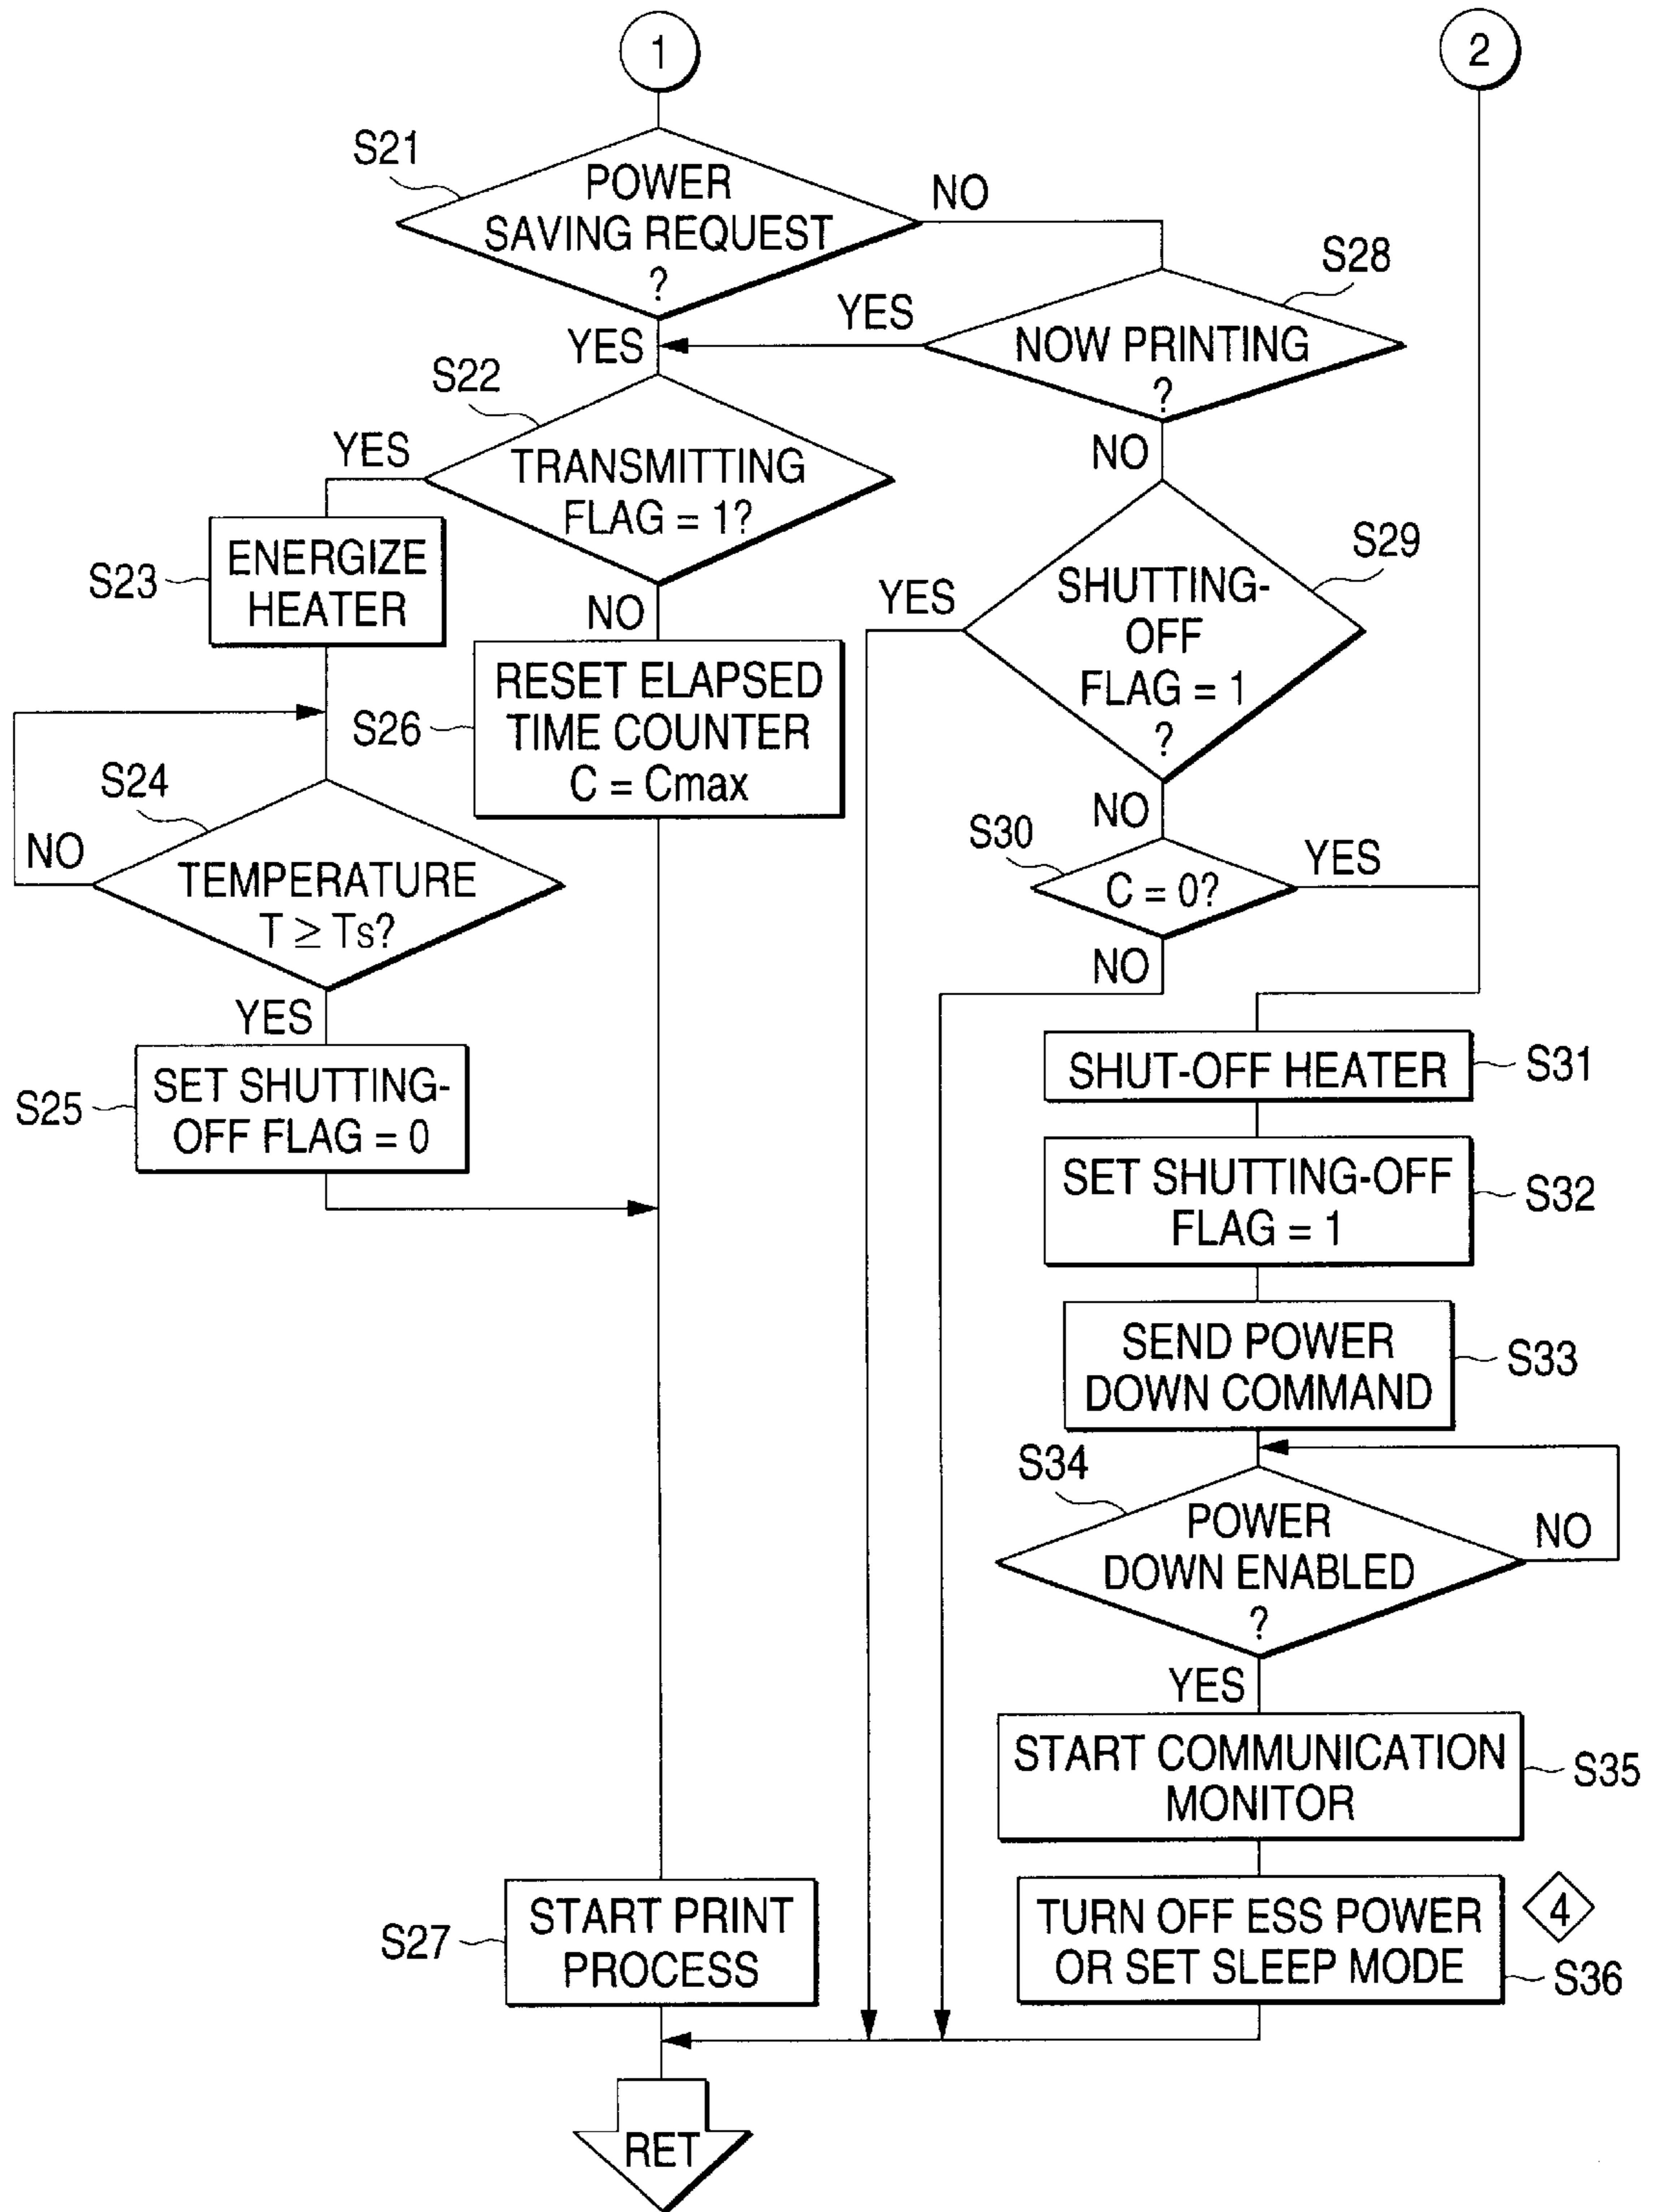 1
2
S21
POWER
SAVING REQUEST
?
NO
YES
S28
NOW PRINTING
?
YES
NO
S22
TRANSMITTING
FLAG = 1?
YES
NO
S23
ENERGIZE
HEATER
S29
SHUTTING-
OFF
FLAG = 1
?
YES
NO
S26
RESET ELAPSED
TIME COUNTER
C = Cmax
S24
TEMPERATURE
T ≥ Ts?
NO
YES
S30
C = 0?
YES
NO
S25
SET SHUTTING-
OFF FLAG = 0
SHUT-OFF HEATER
S31
SET SHUTTING-OFF
FLAG = 1
S32
SEND POWER
DOWN COMMAND
S33
S34
POWER
DOWN ENABLED
?
NO
YES
START COMMUNICATION
MONITOR
S35
S27
START PRINT
PROCESS
TURN OFF ESS POWER
OR SET SLEEP MODE
4
S36
RET